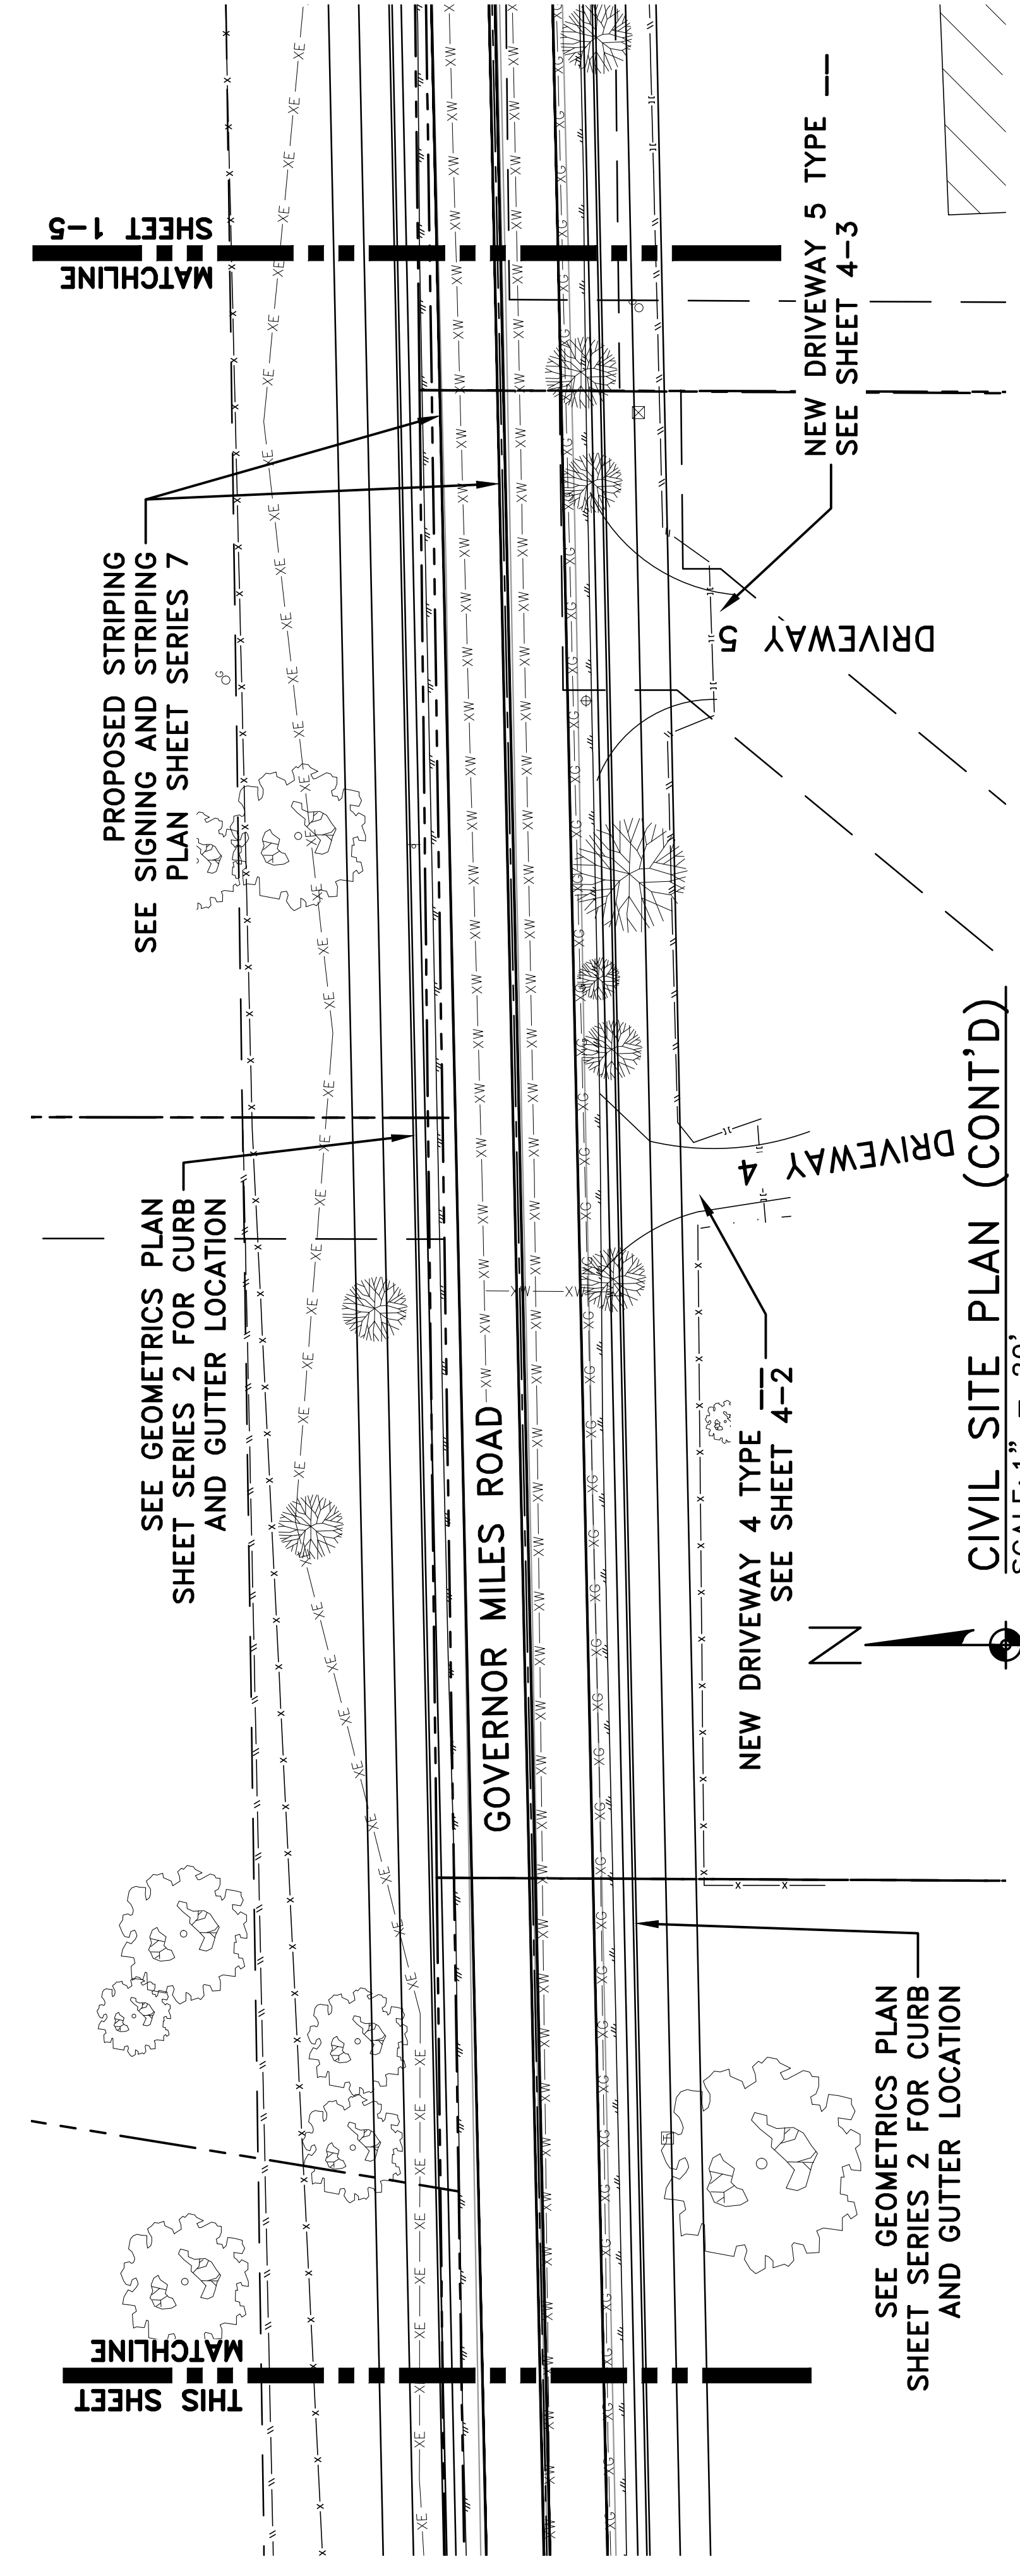 MATCHLINE
SHEET 1-5
PROPOSED STRIPING
SEE SIGNING AND STRIPING
PLAN SHEET SERIES 7
NEW DRIVEWAY 5 TYPE
SEE SHEET 4-3
DRIVEWAY 5
SEE GEOMETRICS PLAN
SHEET SERIES 2 FOR CURB
AND GUTTER LOCATION
DRIVEWAY 4
NEW DRIVEWAY 4 TYPE
SEE SHEET 4-2
GOVERNOR MILES ROAD
SEE GEOMETRICS PLAN
SHEET SERIES 2 FOR CURB
AND GUTTER LOCATION
MATCHLINE
THIS SHEET
N
CIVIL SITE PLAN (CONT'D)
XE
XW
XG